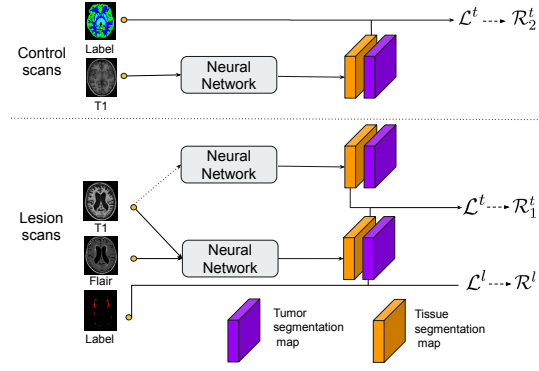 Label
Control
scans
T1
Neural
Network
ℒᵗ ⇢ ℛ₂ᵗ
Neural
Network
Lesion
scans
T1
Flair
Label
Neural
Network
ℒᵗ ⇢ ℛ₁ᵗ
ℒˡ ⇢ ℛˡ
Tumor
segmentation
map
Tissue
segmentation
map